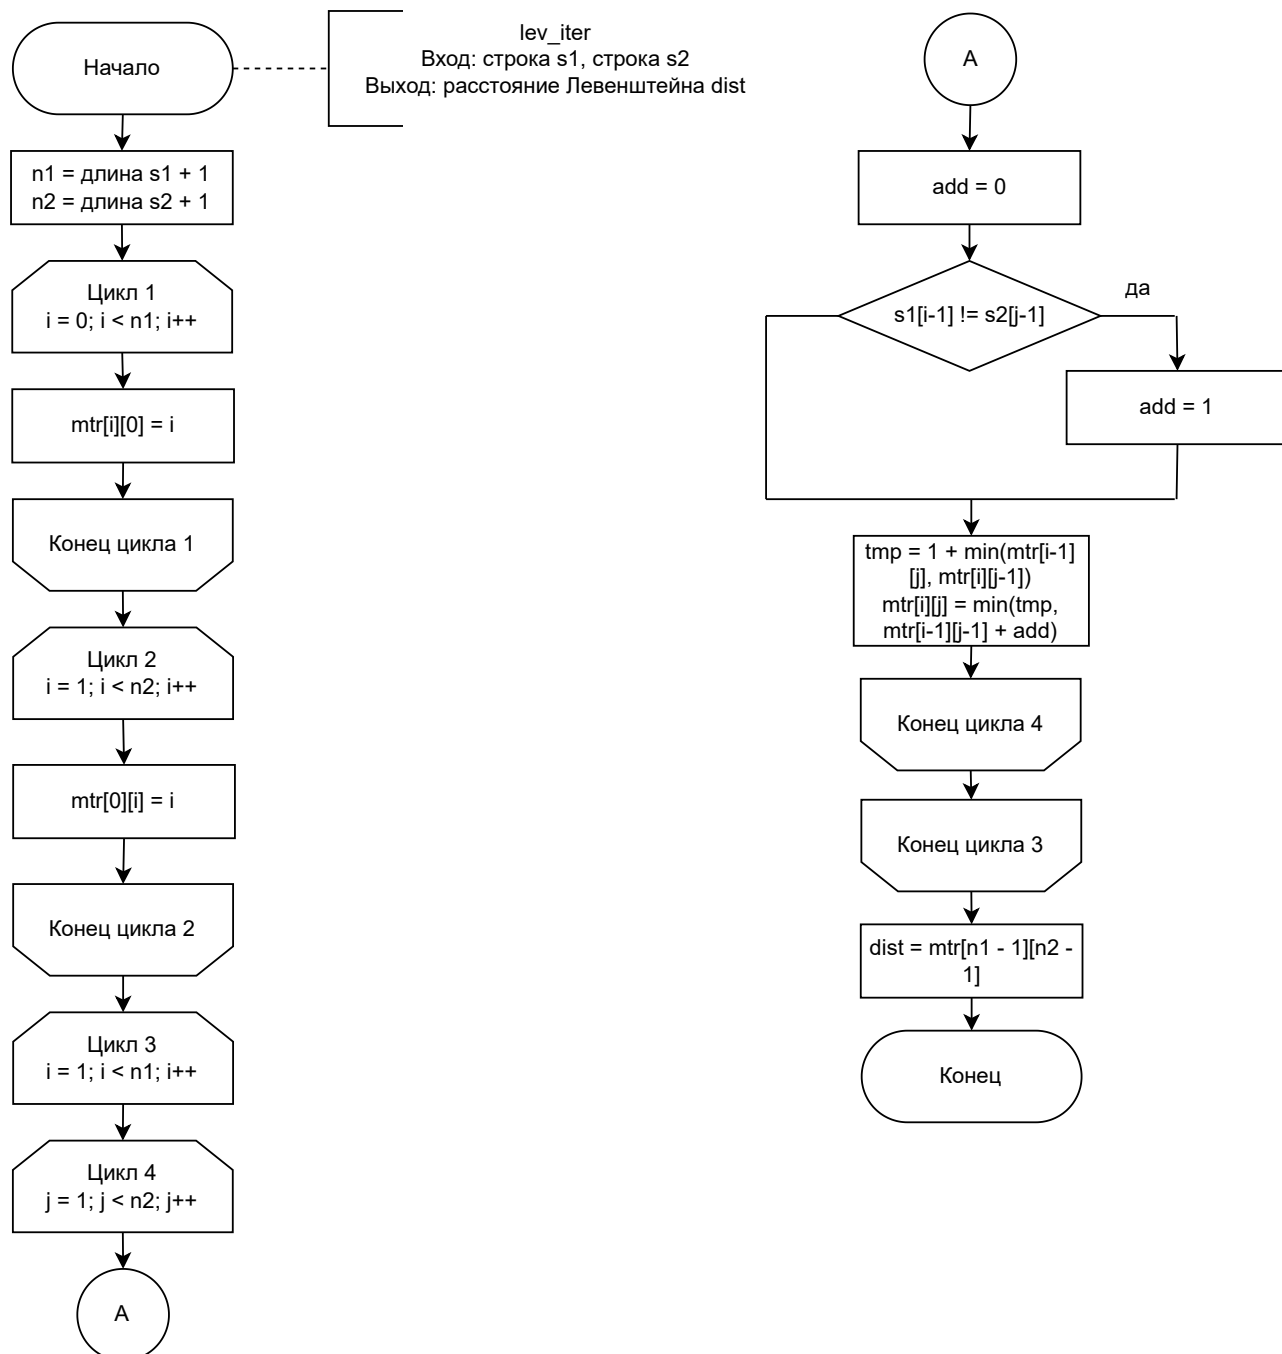 Начало
lev_iter
Вход: строка s1, строка s2
Выход: расстояние Левенштейна dist
n1 = длина s1 + 1
n2 = длина s2 + 1
Цикл 1
i = 0; i < n1; i++
mtr[i][0] = i
Конец цикла 1
Цикл 2
i = 1; i < n2; i++
mtr[0][i] = i
Конец цикла 2
Цикл 3
i = 1; i < n1; i++
Цикл 4
j = 1; j < n2; j++
A
A
add = 0
s1[i-1] != s2[j-1]
да
add = 1
tmp = 1 + min(mtr[i-1]
[j], mtr[i][j-1])
mtr[i][j] = min(tmp,
mtr[i-1][j-1] + add)
Конец цикла 4
Конец цикла 3
dist = mtr[n1 - 1][n2 -
1]
Конец